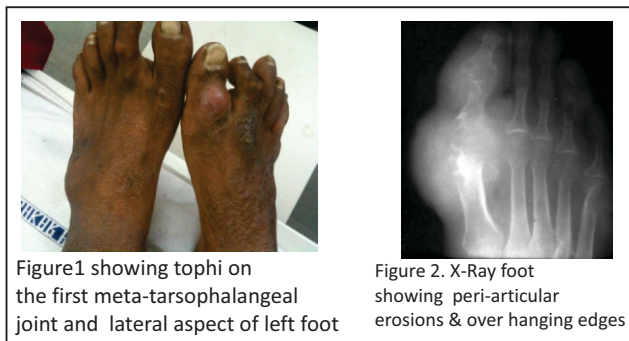 Figure1 showing tophi on
the first meta-tarsophalangeal
joint and lateral aspect of left foot
Figure 2. X-Ray foot
showing peri-articular
erosions & over hanging edges